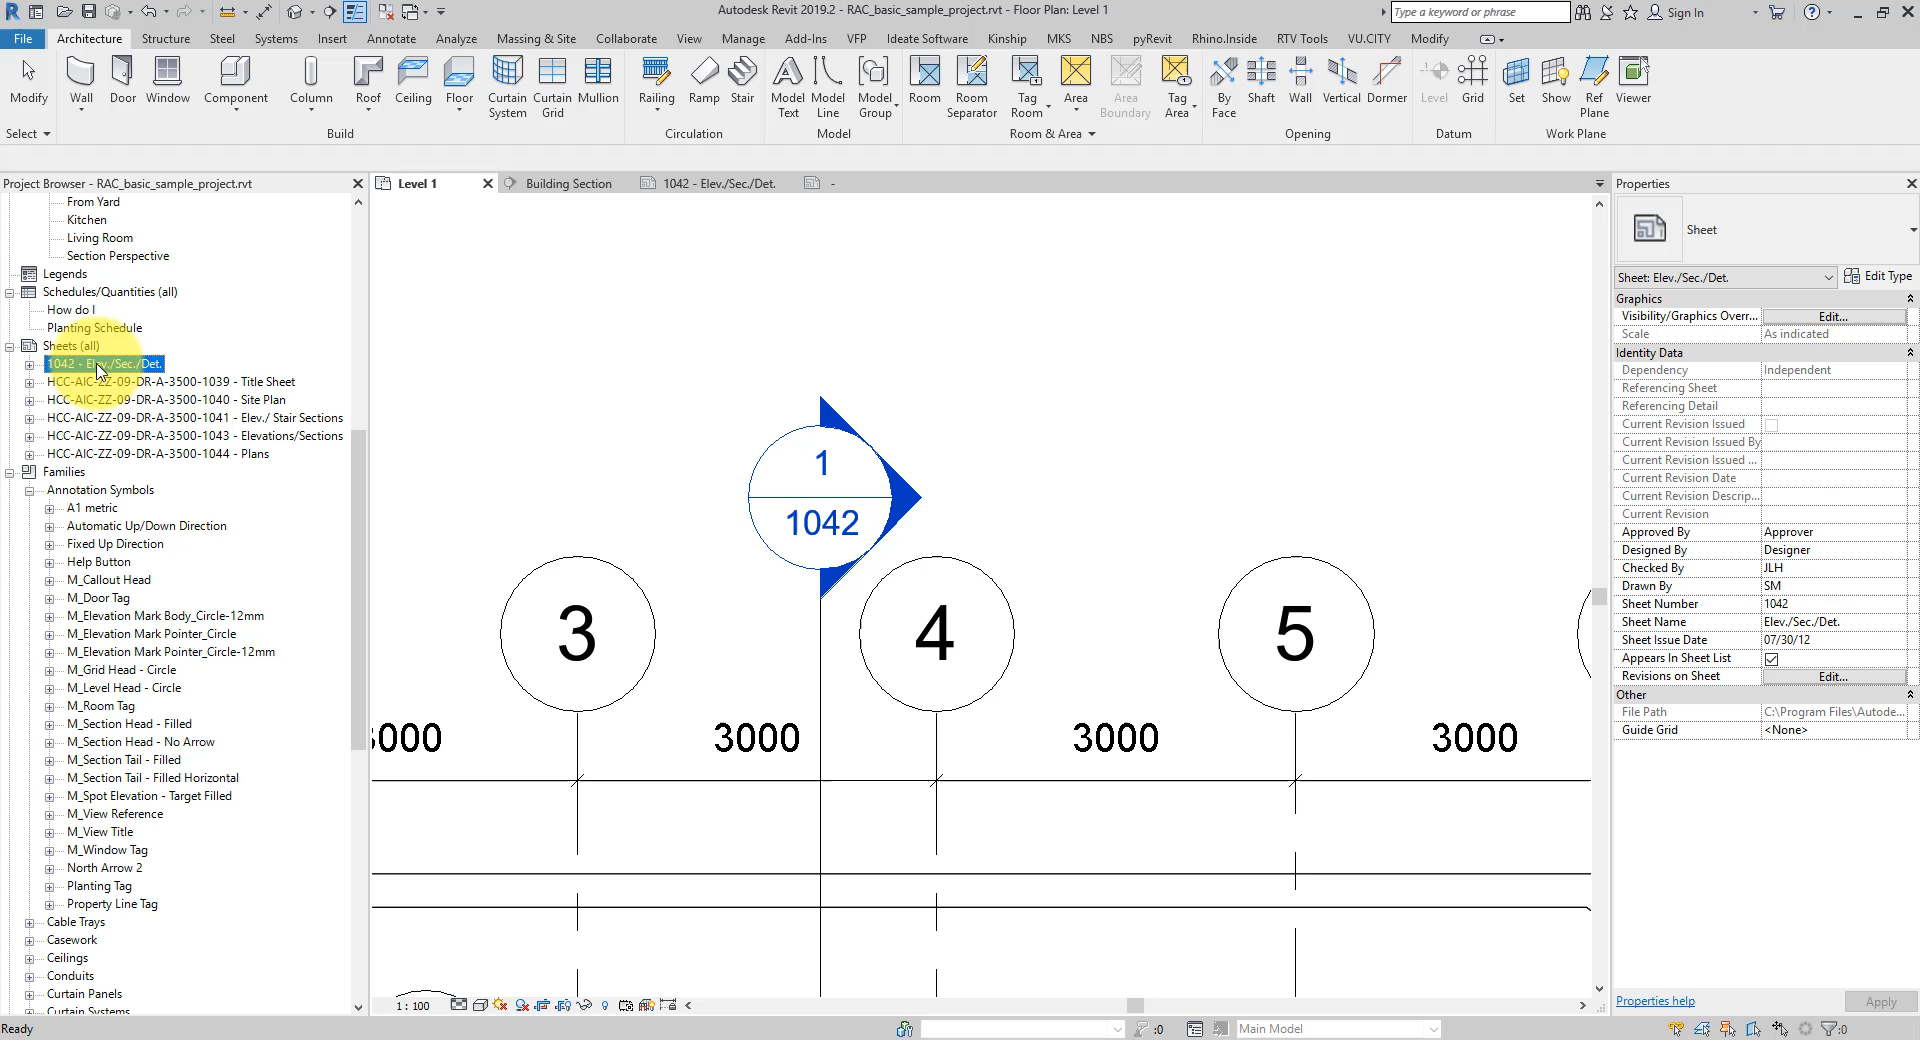 Autodesk Revit 2019.2 - RAC_basic_sample_project.rvt - Floor Plan: Level 1
Type a keyword or phrase
Sign In
File Architecture Structure Steel Systems Insert Annotate Analyze Massing & Site Collaborate View Manage Add-Ins VFP Ideate Software Kinship MKS NBS pyRevit Rhino.Inside RTV Tools VU.CITY Modify
Modify Wall Door Window Component Column Roof Ceiling Floor Curtain System Curtain Grid Mullion Railing Ramp Stair Model Text Model Line Model Group Room Room Separator Tag Room Area Area Boundary Tag Area By Face Shaft Wall Vertical Dormer Level Grid Set Show Ref Plane Viewer
Select Build Circulation Model Room & Area Opening Datum Work Plane
Project Browser - RAC_basic_sample_project.rvt
From Yard
Kitchen
Living Room
Section Perspective
Legends
Schedules/Quantities (all)
How do I
Planting Schedule
Sheets (all)
1042 - Elev./Sec./Det.
HCC-AIC-ZZ-09-DR-A-3500-1039 - Title Sheet
HCC-AIC-ZZ-09-DR-A-3500-1040 - Site Plan
HCC-AIC-ZZ-09-DR-A-3500-1041 - Elev./ Stair Sections
HCC-AIC-ZZ-09-DR-A-3500-1043 - Elevations/Sections
HCC-AIC-ZZ-09-DR-A-3500-1044 - Plans
Families
Annotation Symbols
A1 metric
Automatic Up/Down Direction
Fixed Up Direction
Help Button
M_Callout Head
M_Door Tag
M_Elevation Mark Body_Circle-12mm
M_Elevation Mark Pointer_Circle
M_Elevation Mark Pointer_Circle-12mm
M_Grid Head - Circle
M_Level Head - Circle
M_Room Tag
M_Section Head - Filled
M_Section Head - No Arrow
M_Section Tail - Filled
M_Section Tail - Filled Horizontal
M_Spot Elevation - Target Filled
M_View Reference
M_View Title
M_Window Tag
North Arrow 2
Planting Tag
Property Line Tag
Cable Trays
Casework
Ceilings
Conduits
Curtain Panels
Curtain Systems
Level 1 Building Section 1042 - Elev./Sec./Det. -
1
1042
3 4 5
3000 3000 3000
1 : 100
Properties
Sheet
Sheet: Elev./Sec./Det. Edit Type
Graphics
Visibility/Graphics Overr... Edit...
Scale As indicated
Identity Data
Dependency Independent
Referencing Sheet
Referencing Detail
Current Revision Issued
Current Revision Issued By
Current Revision Issued ...
Current Revision Date
Current Revision Descrip...
Current Revision
Approved By Approver
Designed By Designer
Checked By JLH
Drawn By SM
Sheet Number 1042
Sheet Name Elev./Sec./Det.
Sheet Issue Date 07/30/12
Appears In Sheet List
Revisions on Sheet Edit...
Other
File Path C:\Program Files\Autode...
Guide Grid <None>
Properties help Apply
Ready :0 Main Model :0